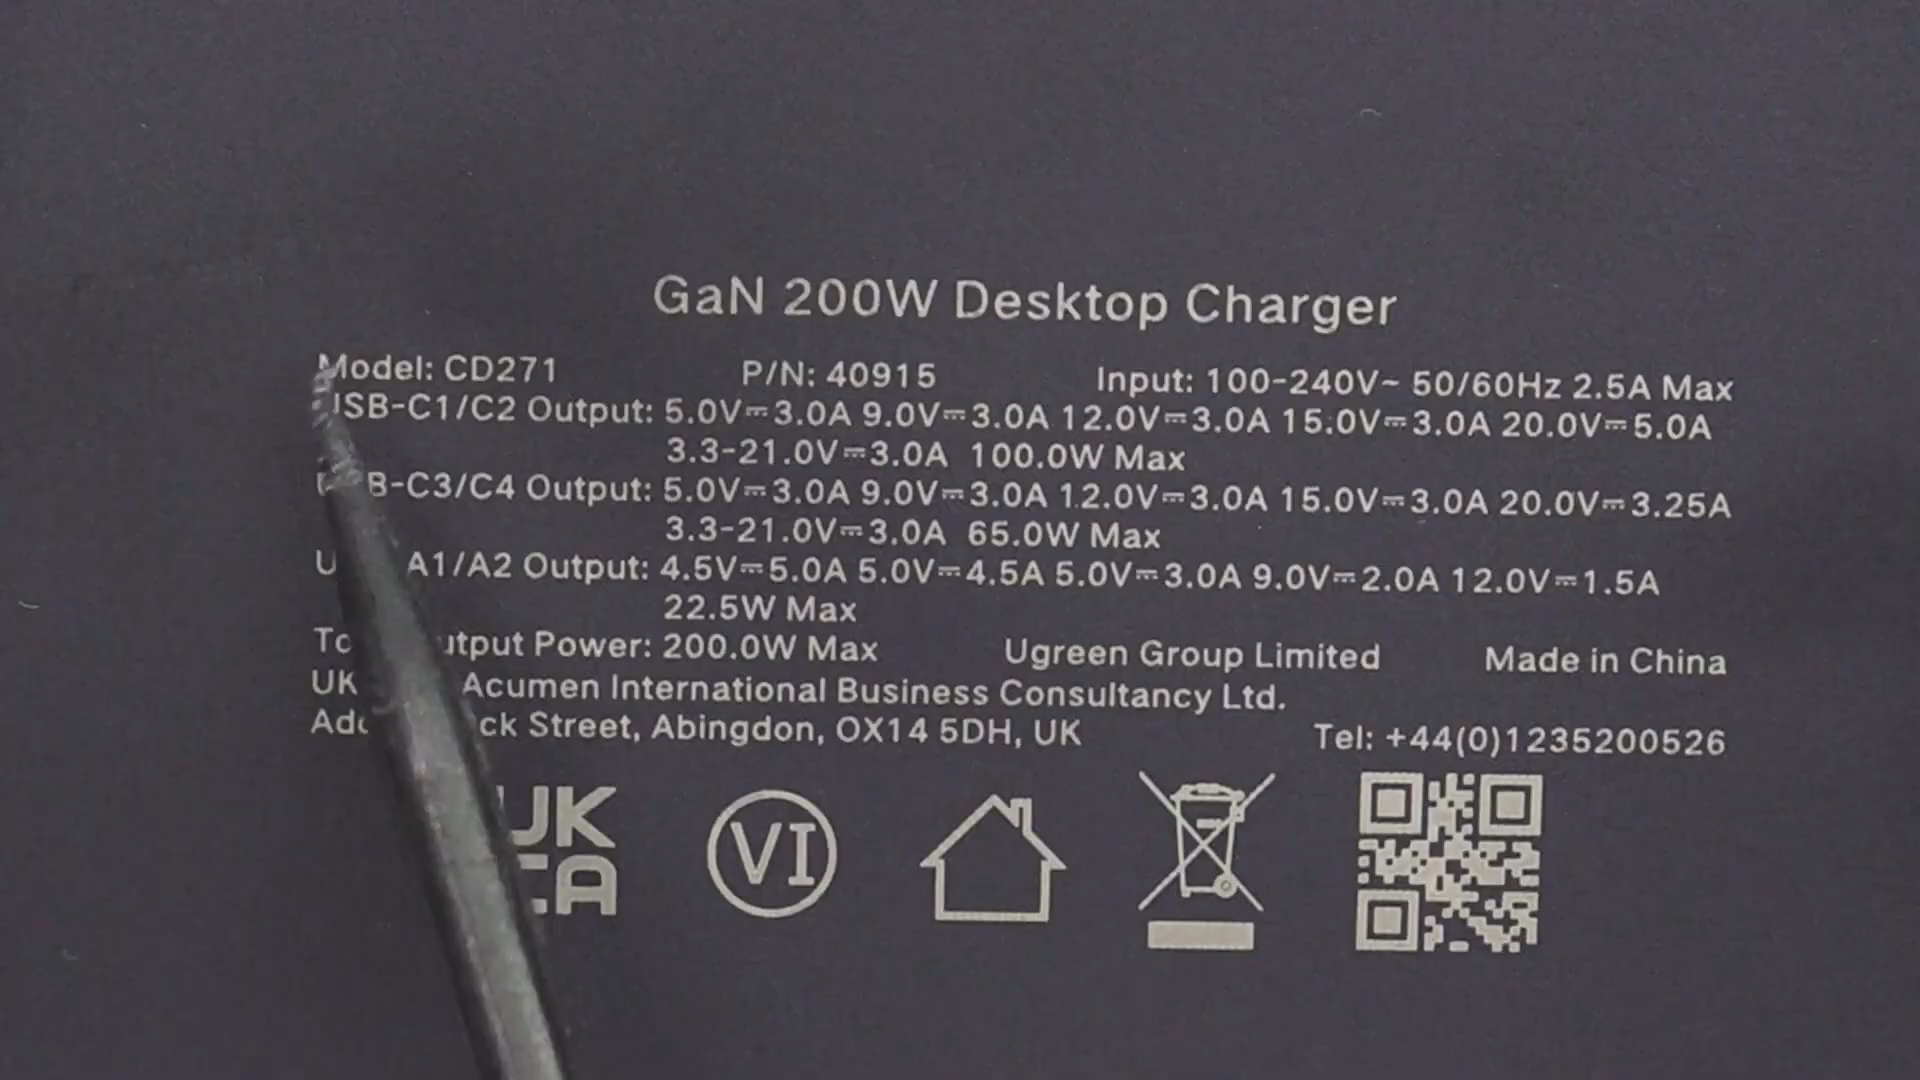 GaN 200W Desktop Charger
Model: CD271 P/N: 40915 Input: 100-240V~ 50/60Hz 2.5A Max
USB-C1/C2 Output: 5.0V⎓3.0A 9.0V⎓3.0A 12.0V⎓3.0A 15.0V⎓3.0A 20.0V⎓5.0A
3.3-21.0V⎓3.0A 100.0W Max
B-C3/C4 Output: 5.0V⎓3.0A 9.0V⎓3.0A 12.0V⎓3.0A 15.0V⎓3.0A 20.0V⎓3.25A
3.3-21.0V⎓3.0A 65.0W Max
A1/A2 Output: 4.5V⎓5.0A 5.0V⎓4.5A 5.0V⎓3.0A 9.0V⎓2.0A 12.0V⎓1.5A
22.5W Max
Power: 200.0W Max Ugreen Group Limited Made in China
UK Acumen International Business Consultancy Ltd.
Street, Abingdon, OX14 5DH, UK Tel: +44(0)1235200526
UK
CA
VI